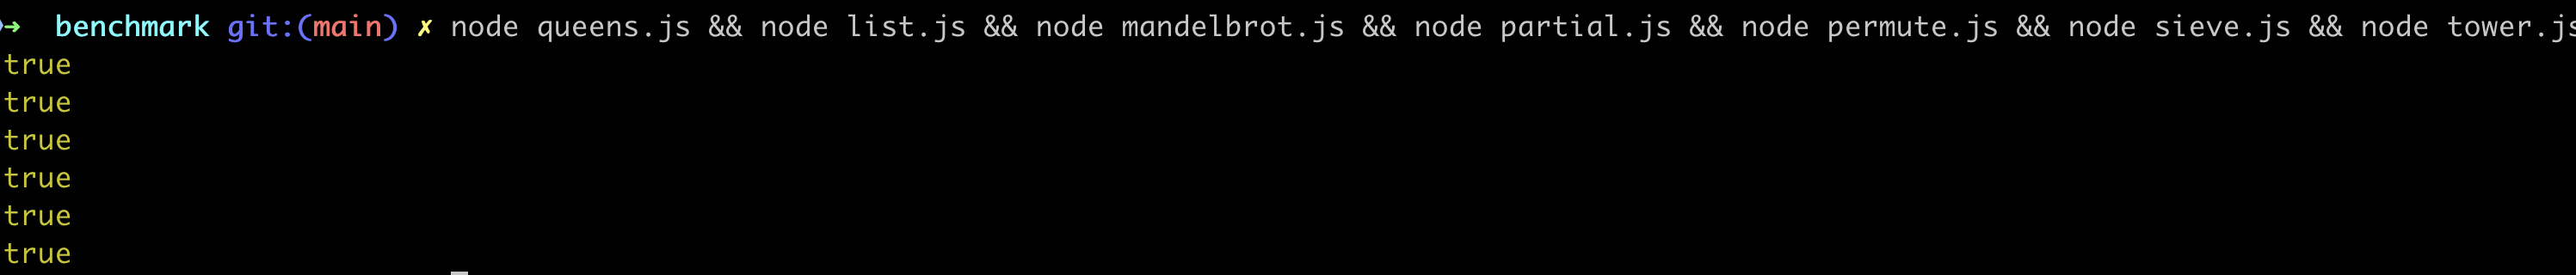 ➜ benchmark git:(main) ✗ node queens.js && node list.js && node mandelbrot.js && node partial.js && node permute.js && node sieve.js && node tower.js
true
true
true
true
true
true